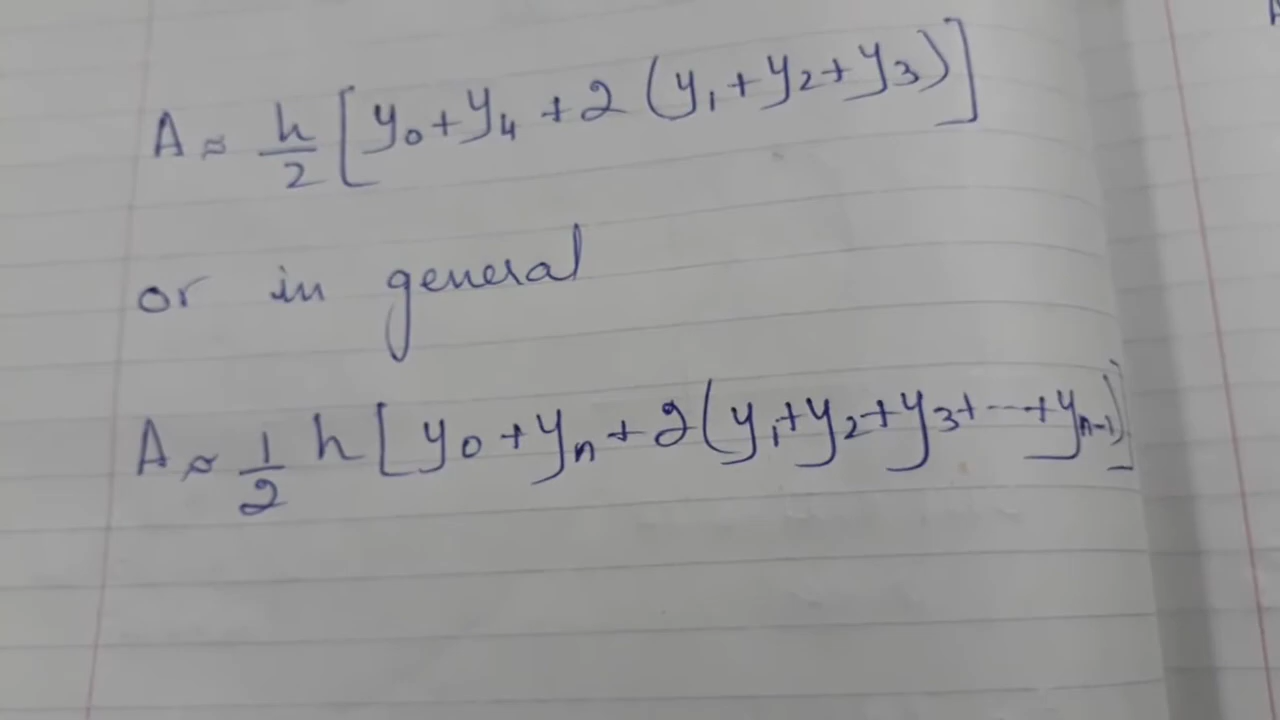 A ≈ h/2 [y₀+y₄+2(y₁+y₂+y₃)]
or in general
A ≈ 1/2 h [y₀+yₙ+2(y₁+y₂+y₃+---+yₙ₋₁)]